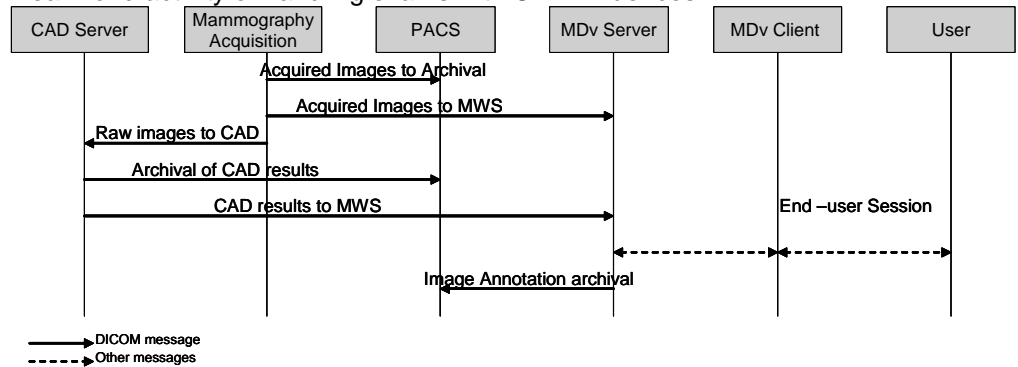 CAD Server
Mammography
Acquisition
PACS
MDv Server
MDv Client
User
Acquired Images to Archival
Acquired Images to MWS
Raw images to CAD
Archival of CAD results
CAD results to MWS
End –user Session
Image Annotation archival
DICOM message
Other messages